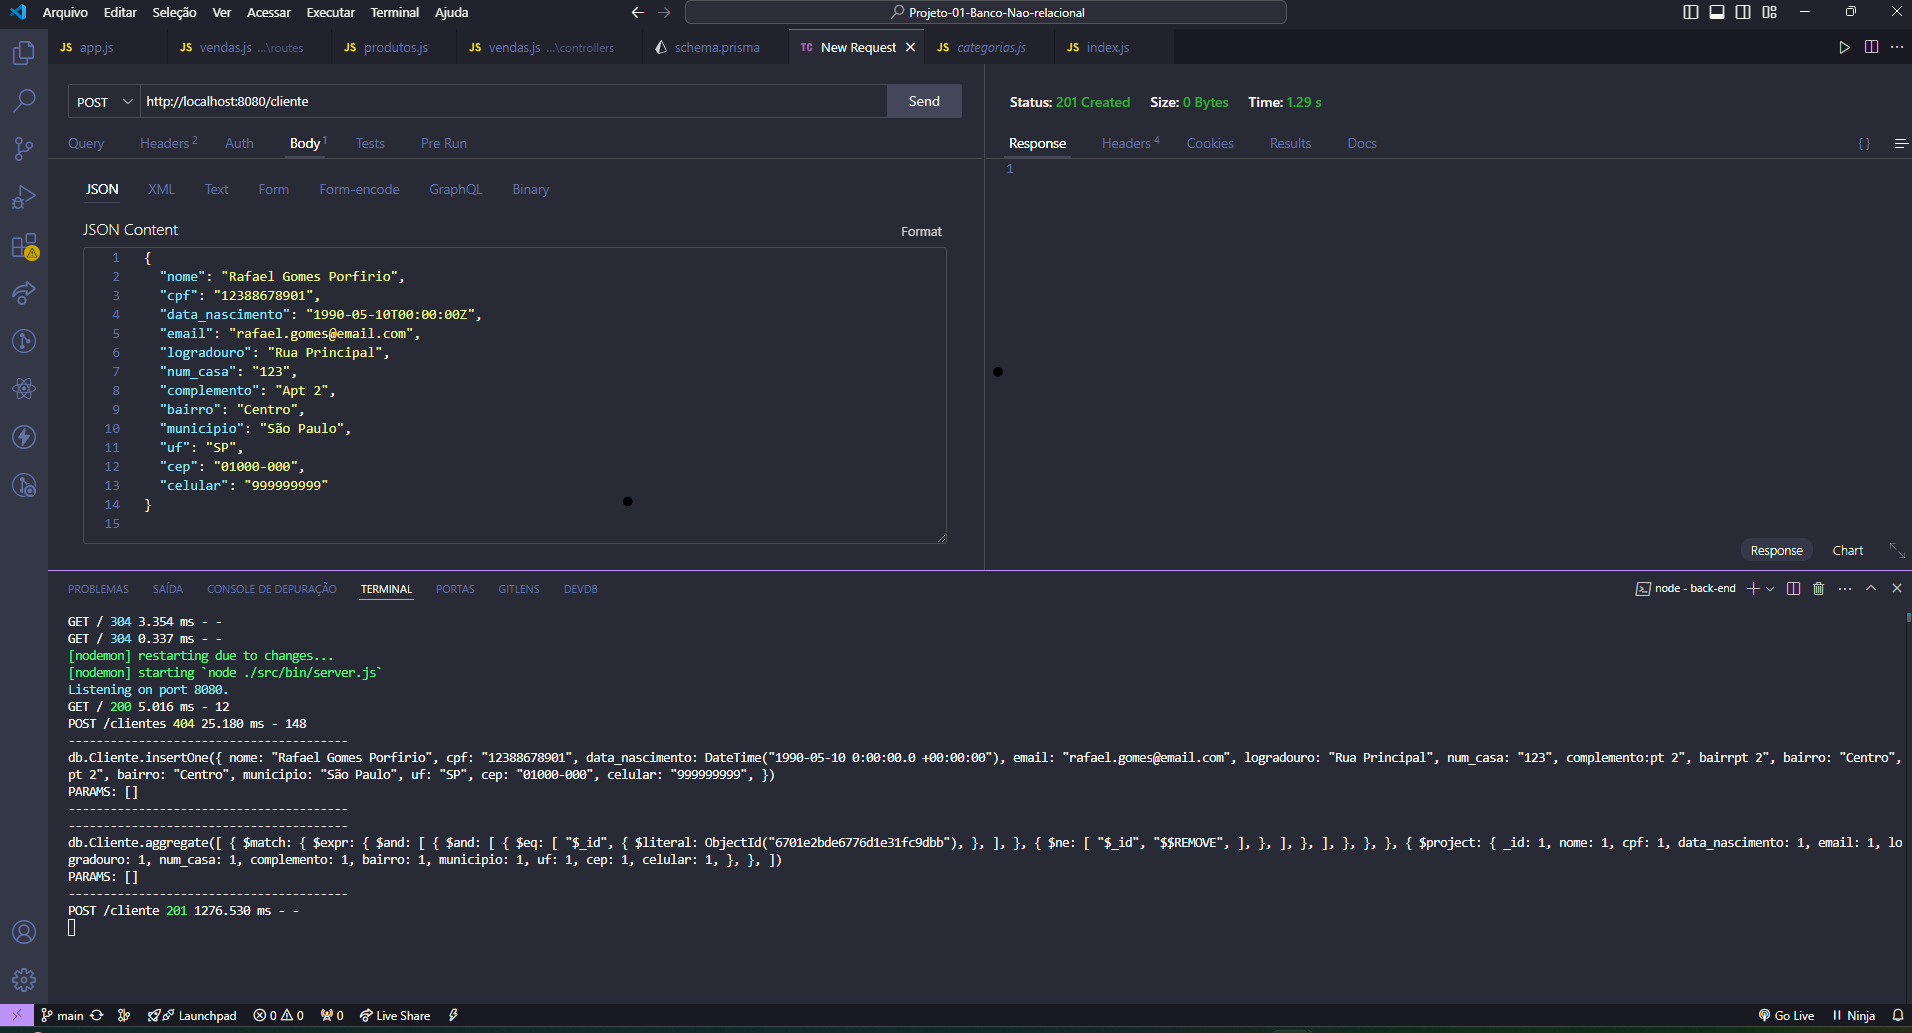 Arquivo Editar Seleção Ver Acessar Executar Terminal Ajuda
Projeto-01-Banco-Nao-relacional
JS app.js
JS vendas.js ...\routes
JS produtos.js
JS vendas.js ...\controllers
schema.prisma
TC New Request
JS categorias.js
JS index.js
POST
http://localhost:8080/cliente
Send
Query Headers 2 Auth Body 1 Tests Pre Run
JSON XML Text Form Form-encode GraphQL Binary
JSON Content
Format
1 {
2 "nome": "Rafael Gomes Porfirio",
3 "cpf": "12388678901",
4 "data_nascimento": "1990-05-10T00:00:00Z",
5 "email": "rafael.gomes@email.com",
6 "logradouro": "Rua Principal",
7 "num_casa": "123",
8 "complemento": "Apt 2",
9 "bairro": "Centro",
10 "municipio": "São Paulo",
11 "uf": "SP",
12 "cep": "01000-000",
13 "celular": "999999999"
14 }
15
Status: 201 Created Size: 0 Bytes Time: 1.29 s
Response Headers 4 Cookies Results Docs {}
1
Response Chart
PROBLEMAS SAÍDA CONSOLE DE DEPURAÇÃO TERMINAL PORTAS GITLENS DEVDB
node - back-end
GET / 304 3.354 ms - -
GET / 304 0.337 ms - -
[nodemon] restarting due to changes...
[nodemon] starting `node ./src/bin/server.js`
Listening on port 8080.
GET / 200 5.016 ms - 12
POST /clientes 404 25.180 ms - 148
----------------------------------------
db.Cliente.insertOne({ nome: "Rafael Gomes Porfirio", cpf: "12388678901", data_nascimento: DateTime("1990-05-10 0:00:00.0 +00:00:00"), email: "rafael.gomes@email.com", logradouro: "Rua Principal", num_casa: "123", complemento:pt 2", bairrpt 2", bairro: "Centro",
pt 2", bairro: "Centro", municipio: "São Paulo", uf: "SP", cep: "01000-000", celular: "999999999", })
PARAMS: []
----------------------------------------
----------------------------------------
db.Cliente.aggregate([ { $match: { $expr: { $and: [ { $and: [ { $eq: [ "$_id", { $literal: ObjectId("6701e2bde6776d1e31fc9dbb"), }, ], }, { $ne: [ "$_id", "$$REMOVE", ], }, ], }, ], }, }, }, { $project: { _id: 1, nome: 1, cpf: 1, data_nascimento: 1, email: 1, lo
gradouro: 1, num_casa: 1, complemento: 1, bairro: 1, municipio: 1, uf: 1, cep: 1, celular: 1, }, }, ])
PARAMS: []
----------------------------------------
POST /cliente 201 1276.530 ms - -
main Launchpad 0 0 0 Live Share
Go Live Ninja